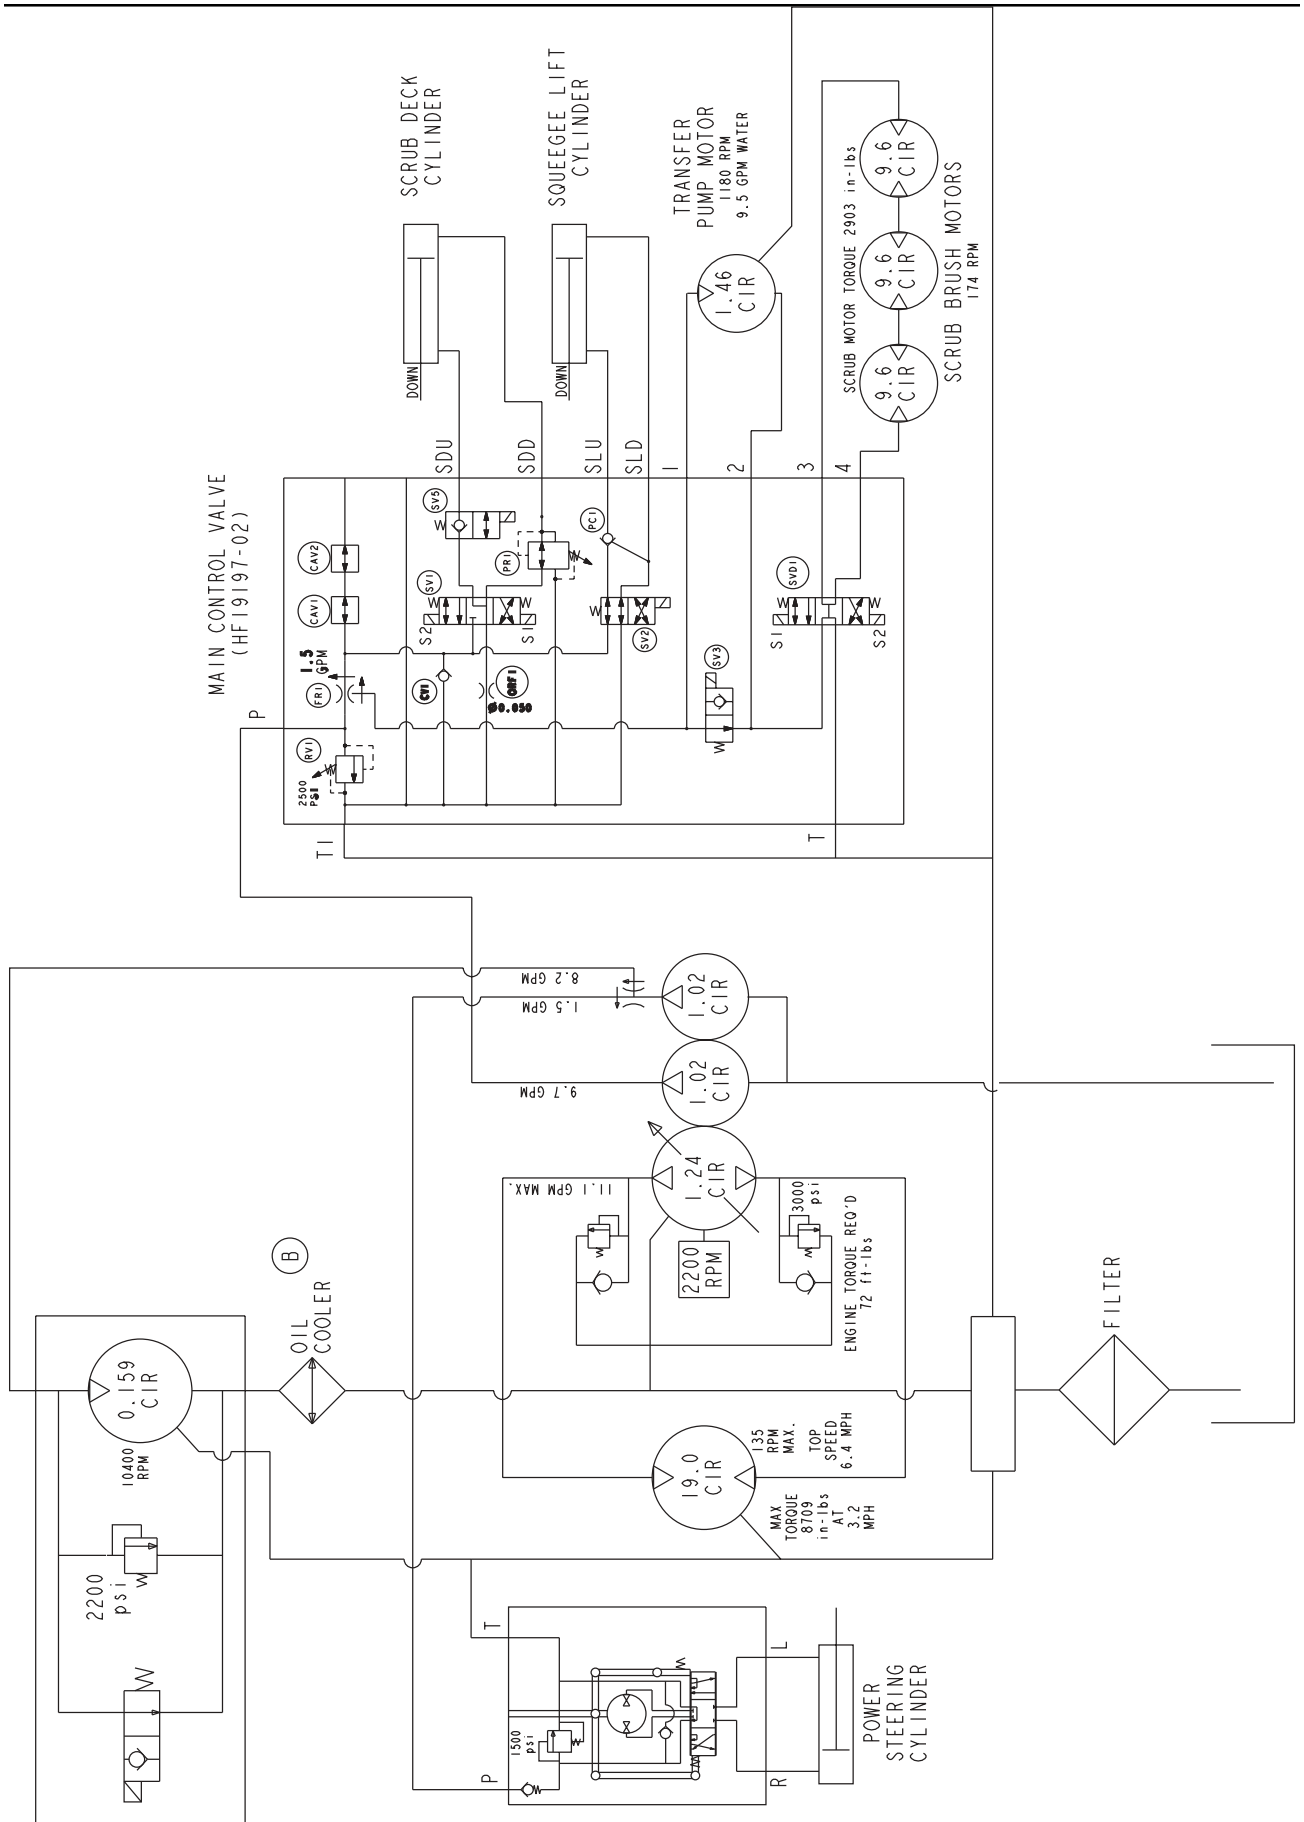 SCRUB DECK
CYLINDER
SQUEEGEE LIFT
CYLINDER
TRANSFER
PUMP MOTOR
1180 RPM
9.5 GPM WATER
SCRUB MOTOR TORQUE 2903 in-lbs
9.6
CIR
9.6
CIR
9.6
CIR
SCRUB BRUSH MOTORS
174 RPM
1.46
CIR
DOWN
DOWN
MAIN CONTROL VALVE
(HF19197-02)
SDU
SDD
SLU
SLD
1
2
3
4
CAV2
CAV1
SV5
PR1
PC1
SV1
S2
S1
SV2
SVD1
S1
S2
SV3
1.5
GPM
FR1
CV1
ORF1
Ø0.050
P
RV1
2500
PSI
T1
T
8.2 GPM
1.5 GPM
9.7 GPM
11.1 GPM MAX.
1.02
CIR
1.02
CIR
1.24
CIR
2200
RPM
3000
psi
ENGINE TORQUE REQ'D
72 ft-lbs
B
OIL
COOLER
0.159
CIR
10400
RPM
2200
psi
FILTER
19.0
CIR
135
RPM
MAX.
TOP
SPEED
6.4 MPH
MAX
TORQUE
8709
in-lbs
AT
3.2
MPH
T
P
1500
psi
L
R
POWER
STEERING
CYLINDER